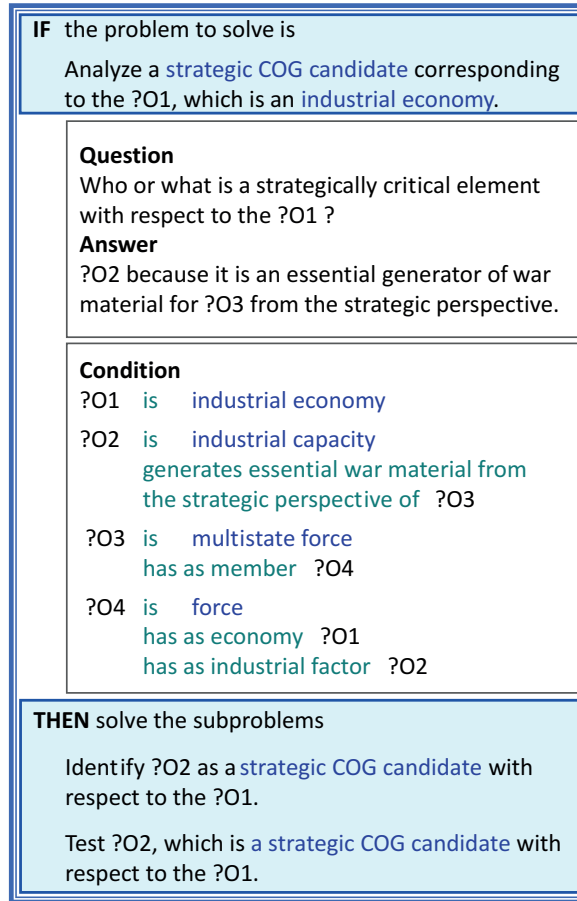 IF the problem to solve is
Analyze a strategic COG candidate corresponding
to the ?O1, which is an industrial economy.
Question
Who or what is a strategically critical element
with respect to the ?O1 ?
Answer
?O2 because it is an essential generator of war
material for ?O3 from the strategic perspective.
Condition
?O1 is industrial economy
?O2 is industrial capacity
generates essential war material from
the strategic perspective of ?O3
?O3 is multistate force
has as member ?O4
?O4 is force
has as economy ?O1
has as industrial factor ?O2
THEN solve the subproblems
Identify ?O2 as a strategic COG candidate with
respect to the ?O1.
Test ?O2, which is a strategic COG candidate with
respect to the ?O1.